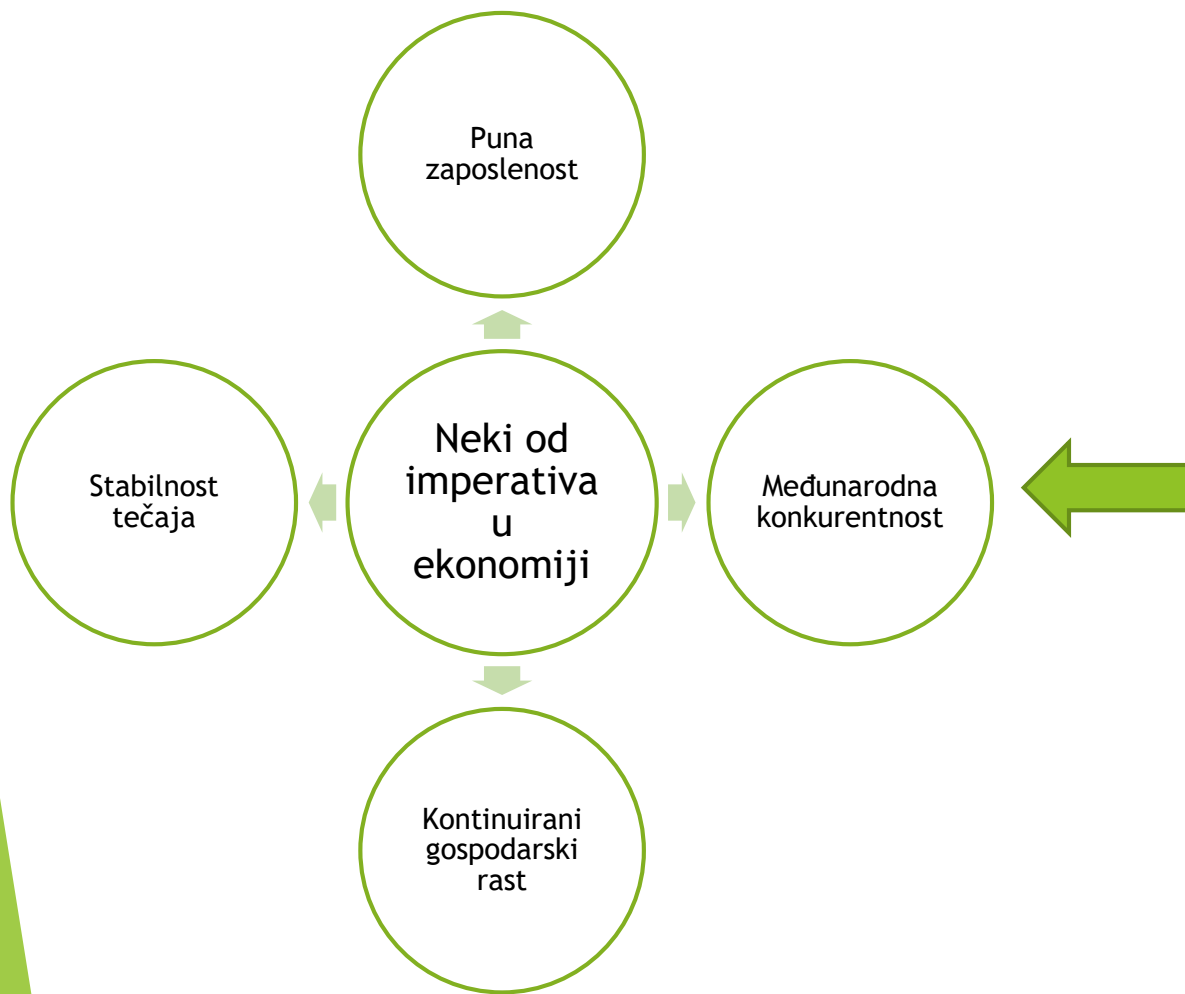 Puna
zaposlenost
Stabilnost
tečaja
Neki od
imperativa
u
ekonomiji
Međunarodna
konkurentnost
Kontinuirani
gospodarski
rast